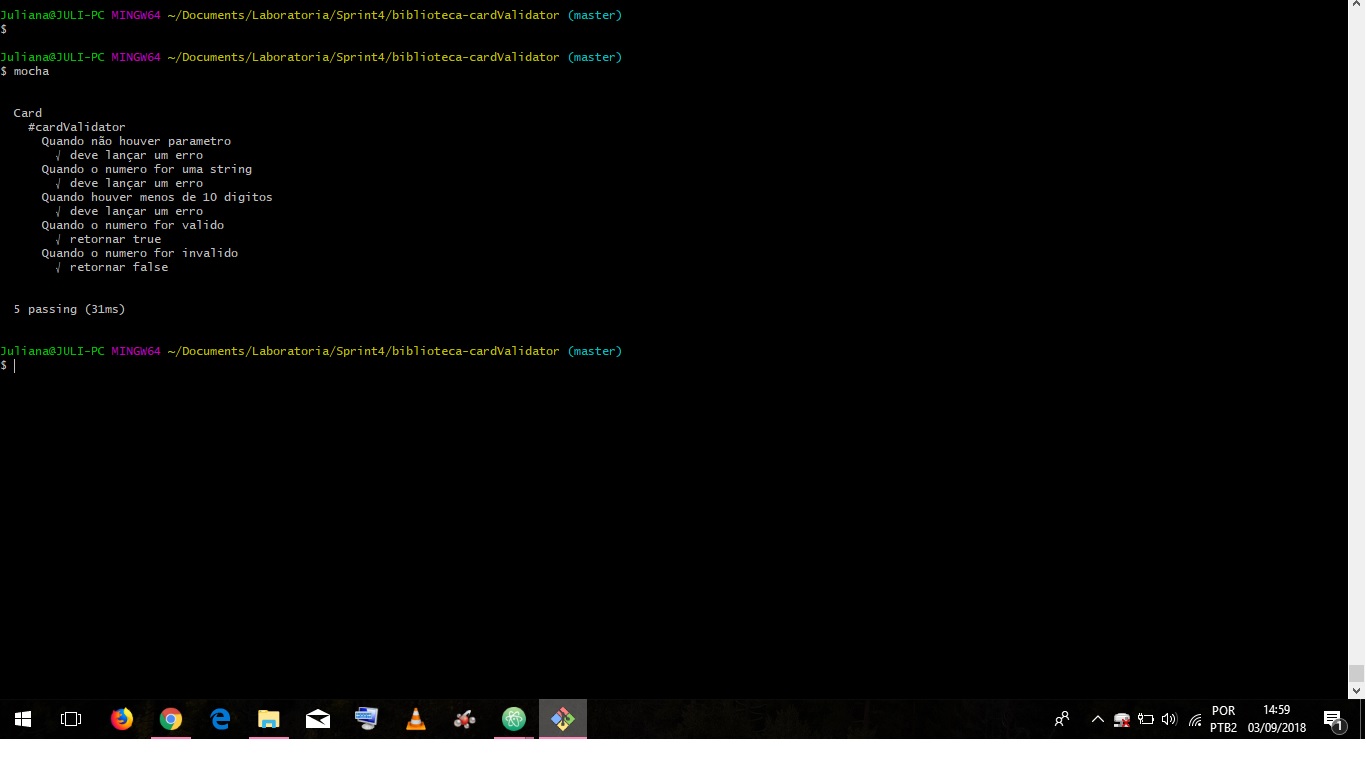 Juliana@JULI-PC MINGW64 ~/Documents/Laboratoria/Sprint4/biblioteca-cardValidator (master)
$
Juliana@JULI-PC MINGW64 ~/Documents/Laboratoria/Sprint4/biblioteca-cardValidator (master)
$ mocha
Card
#cardValidator
Quando não houver parametro
√ deve lançar um erro
Quando o numero for uma string
√ deve lançar um erro
Quando houver menos de 10 digitos
√ deve lançar um erro
Quando o numero for valido
√ retornar true
Quando o numero for invalido
√ retornar false
5 passing (31ms)
Juliana@JULI-PC MINGW64 ~/Documents/Laboratoria/Sprint4/biblioteca-cardValidator (master)
$
POR
PTB2
14:59
03/09/2018
1